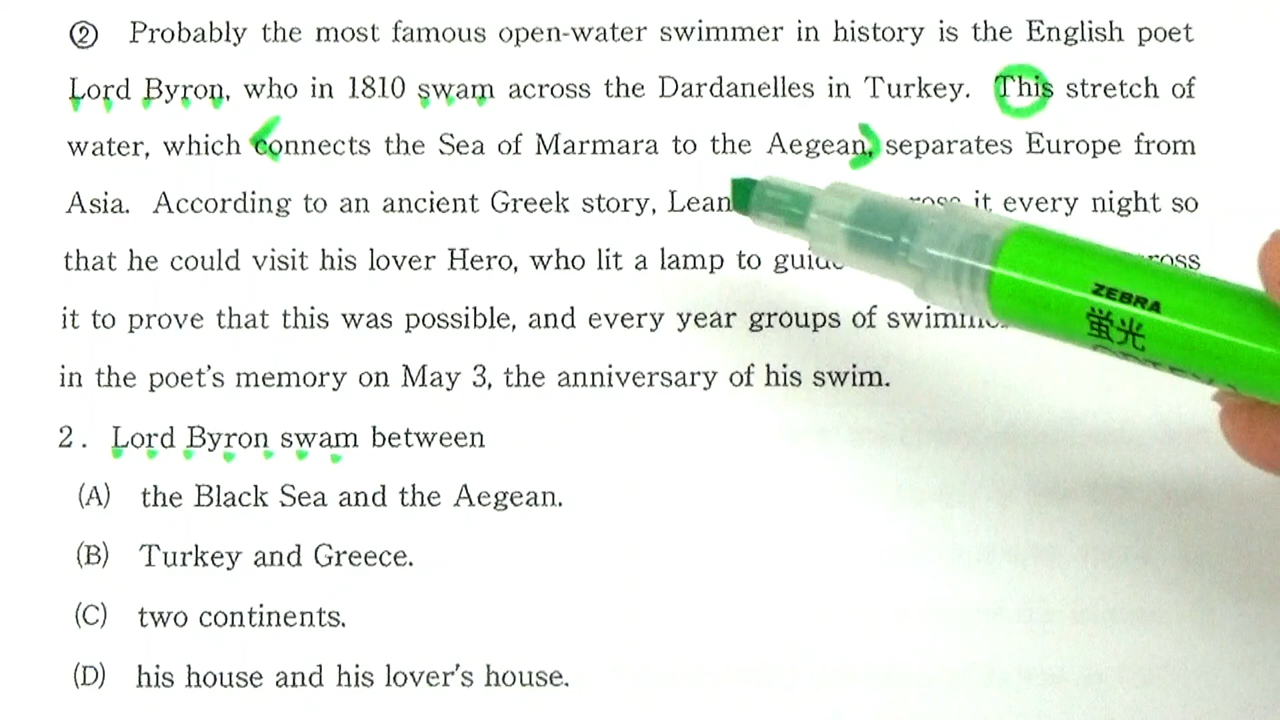 ② Probably the most famous open-water swimmer in history is the English poet
Lord Byron, who in 1810 swam across the Dardanelles in Turkey. This stretch of
water, which connects the Sea of Marmara to the Aegean, separates Europe from
Asia. According to an ancient Greek story, it every night so
that he could visit his lover Hero, who lit a lamp to
it to prove that this was possible, and every year groups of
in the poet's memory on May 3, the anniversary of his swim.
2. Lord Byron swam between
(A) the Black Sea and the Aegean.
(B) Turkey and Greece.
(C) two continents.
(D) his house and his lover's house.
ZEBRA
蛍光